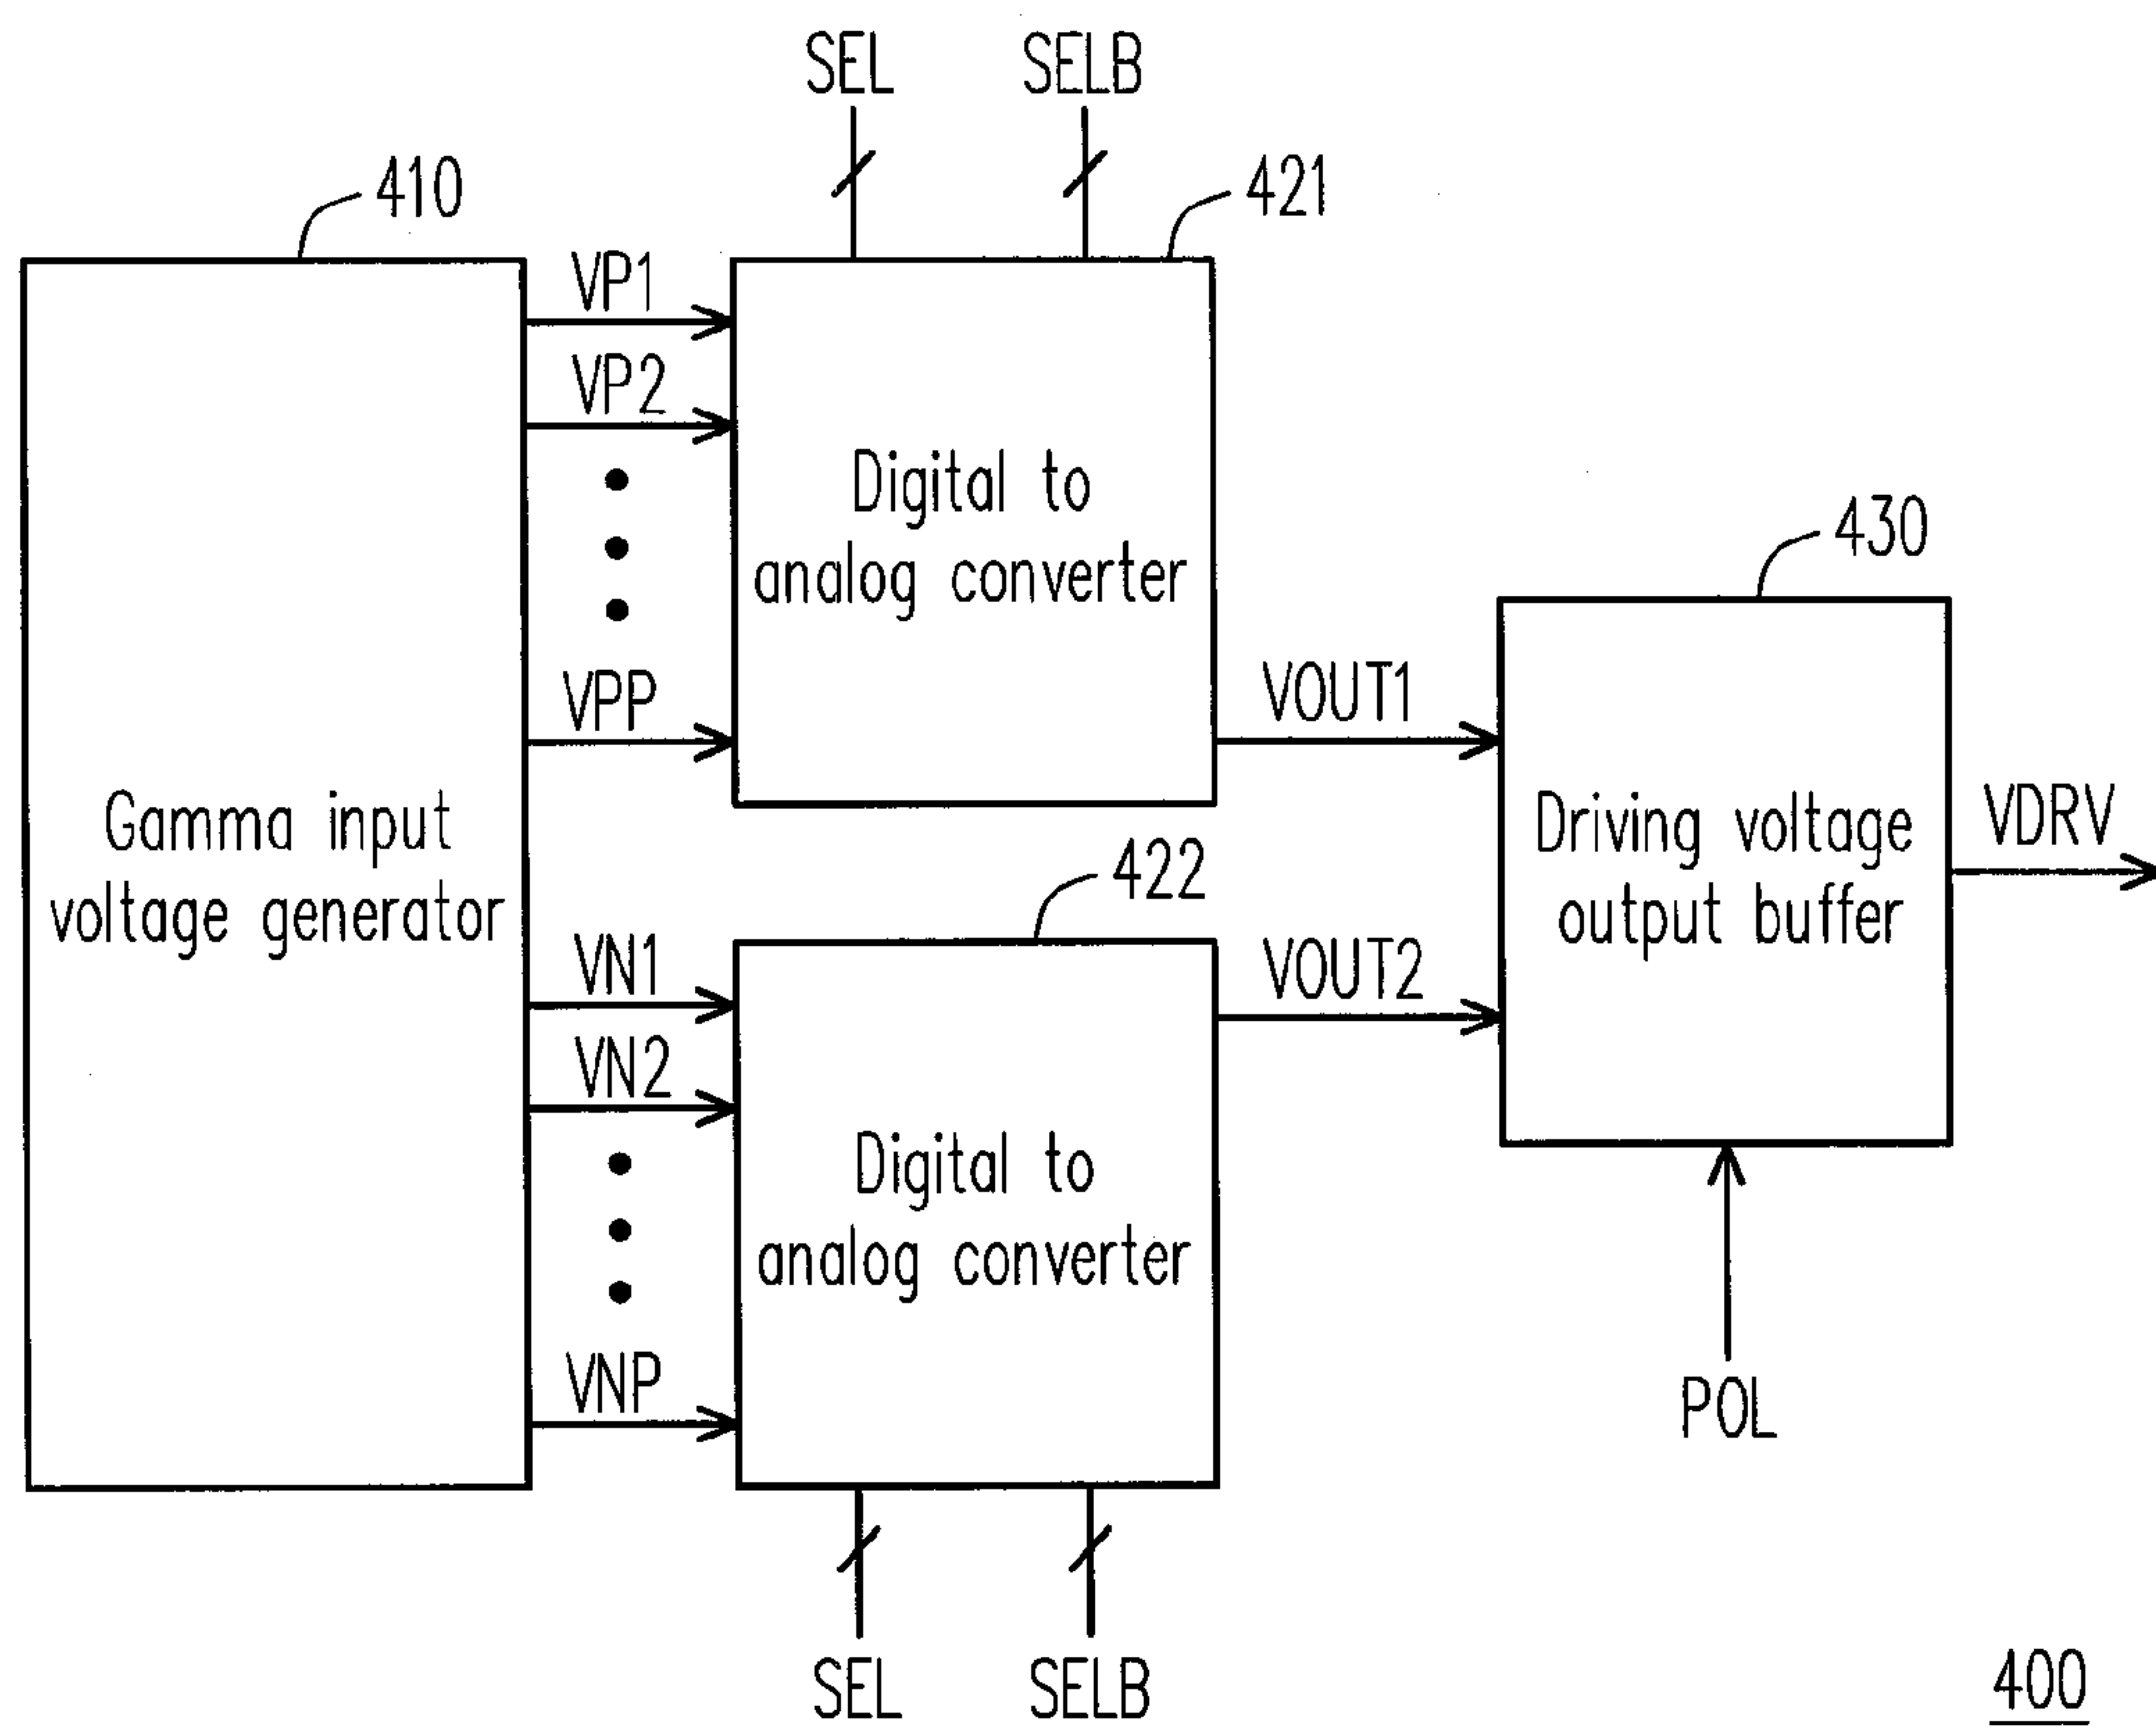 SEL
SELB
410
421
VP1
VP2
Digital to
analog converter
430
VPP
VOUT1
Gamma input
voltage generator
Driving voltage
output buffer
VDRV
422
VN1
VOUT2
VN2
Digital to
analog converter
VNP
POL
SEL
SELB
400